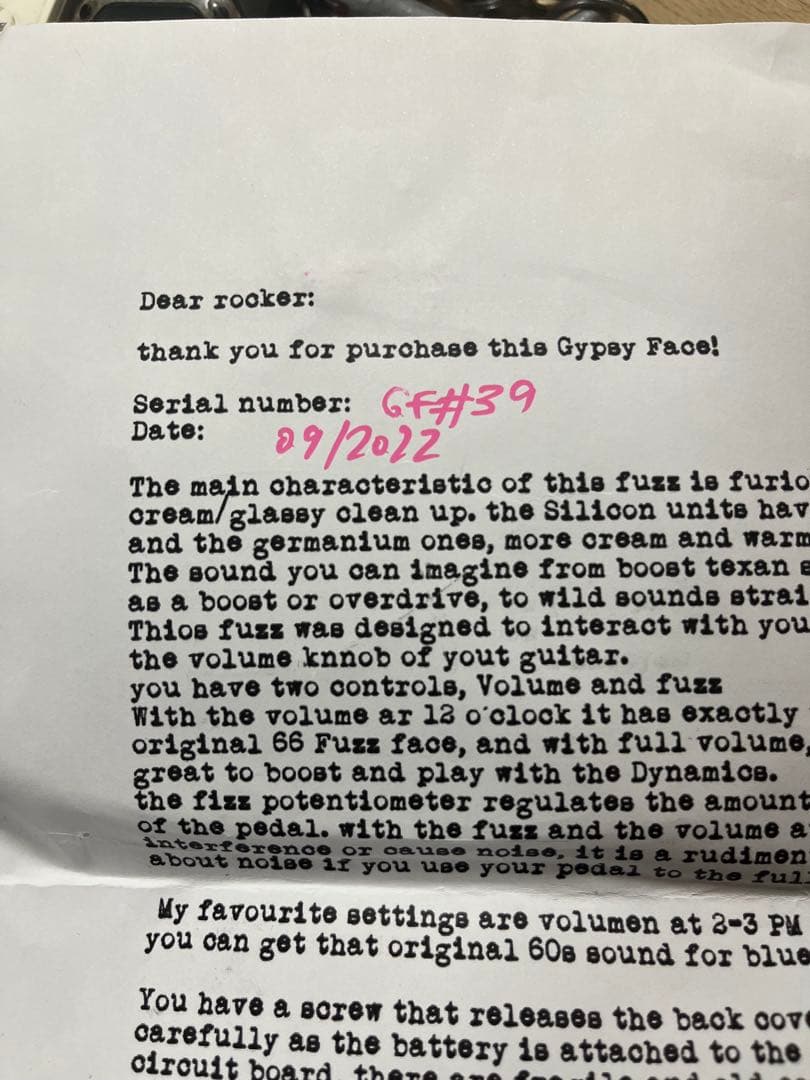 Dear rocker:
thank you for purchase this Gypsy Face!
Serial number: GF#39
Date: 09/2022
The main characteristic of this fuzz is furio
cream/glassy clean up. the Silicon units hav
and the germanium ones, more cream and warm
The sound you can imagine from boost texan s
as a boost or overdrive, to wild sounds strai
Thios fuzz was designed to interact with you
the volume knnob of yout guitar.
you have two controls, Volume and fuzz
With the volume ar 12 o'clock it has exactly
original 66 Fuzz face, and with full volume,
great to boost and play with the Dynamics.
the fizz potentiometer regulates the amount
of the pedal. with the fuzz and the volume a
interference or cause noise, it is a rudimen
about noise if you use your pedal to the full
My favourite settings are volumen at 2-3 PM
you can get that original 60s sound for blue
You have a screw that releases the back cov
carefully as the battery is attached to the
circuit board, there are fragile and old